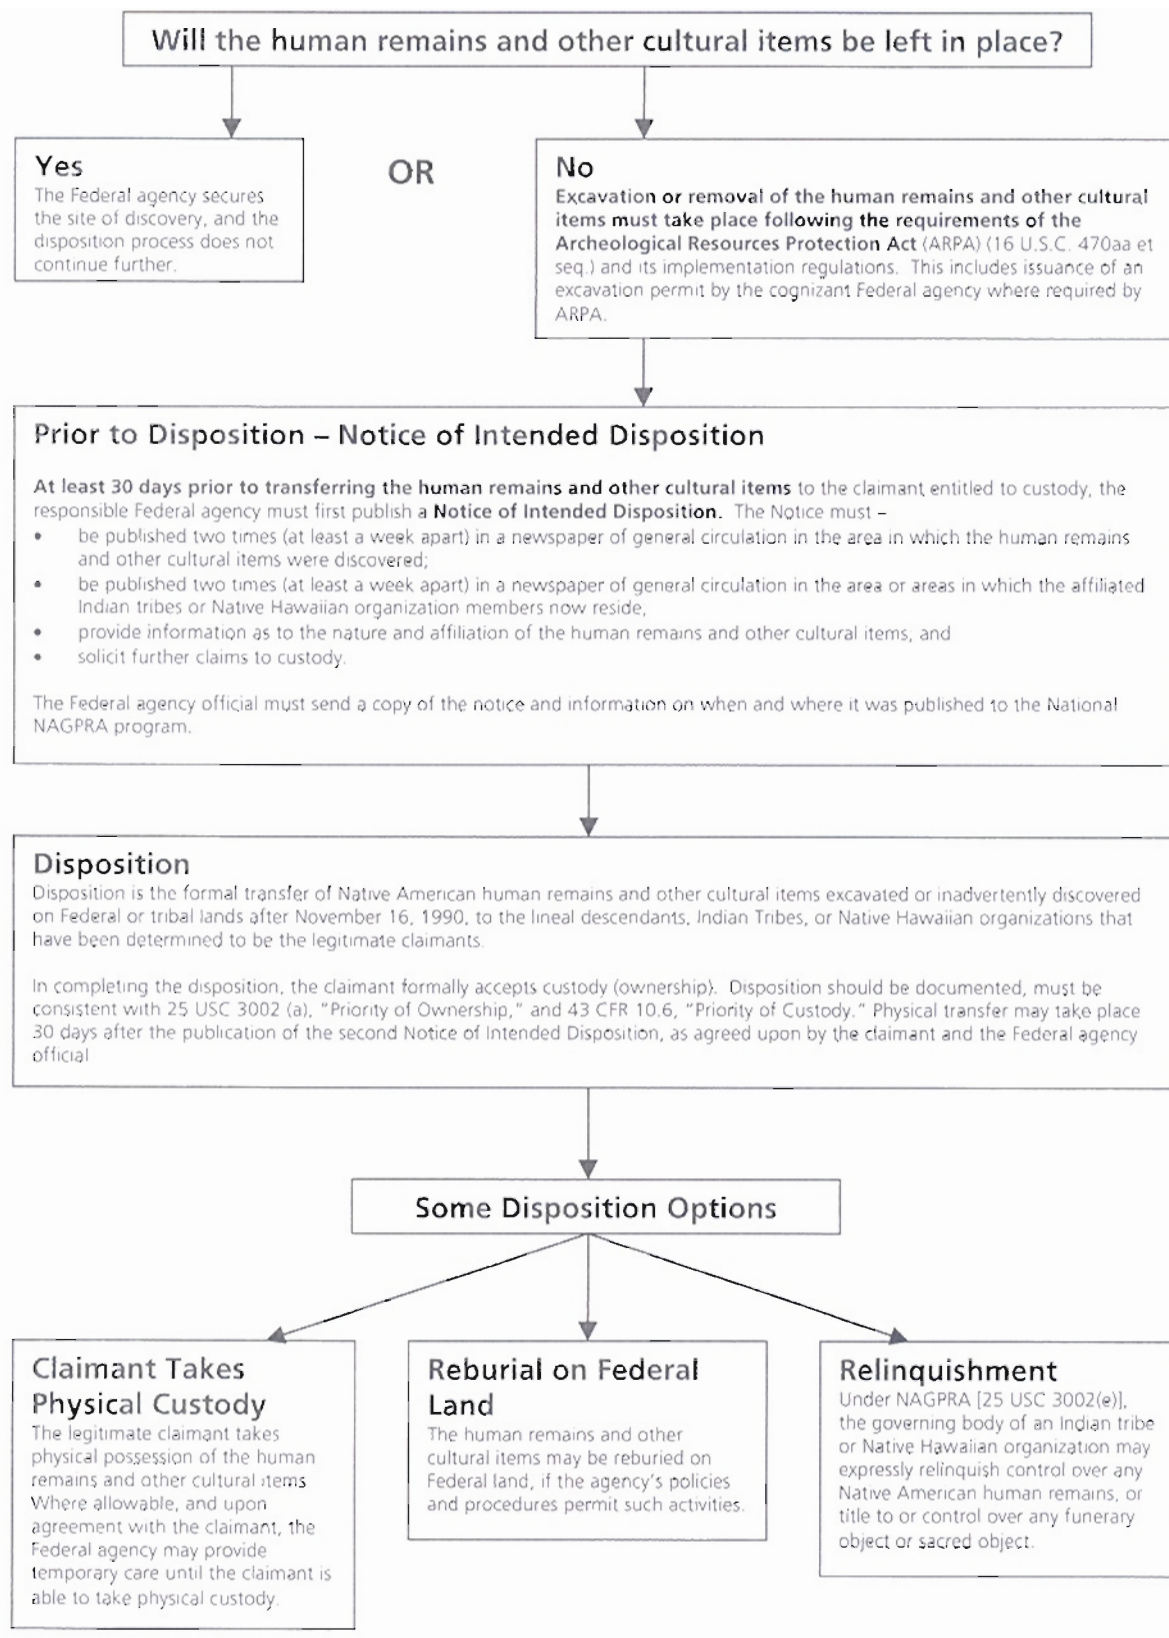 Will the human remains and other cultural items be left in place?
Yes
The Federal agency secures
the site of discovery, and the
disposition process does not
continue further.
OR
No
Excavation or removal of the human remains and other cultural
items must take place following the requirements of the
Archeological Resources Protection Act (ARPA) (16 U.S.C. 470aa et
seq.) and its implementation regulations. This includes issuance of an
excavation permit by the cognizant Federal agency where required by
ARPA.
Prior to Disposition – Notice of Intended Disposition
At least 30 days prior to transferring the human remains and other cultural items to the claimant entitled to custody, the
responsible Federal agency must first publish a Notice of Intended Disposition. The Notice must –
• be published two times (at least a week apart) in a newspaper of general circulation in the area in which the human remains
and other cultural items were discovered;
• be published two times (at least a week apart) in a newspaper of general circulation in the area or areas in which the affiliated
Indian tribes or Native Hawaiian organization members now reside,
• provide information as to the nature and affiliation of the human remains and other cultural items, and
• solicit further claims to custody.
The Federal agency official must send a copy of the notice and information on when and where it was published to the National
NAGPRA program.
Disposition
Disposition is the formal transfer of Native American human remains and other cultural items excavated or inadvertently discovered
on Federal or tribal lands after November 16, 1990, to the lineal descendants, Indian Tribes, or Native Hawaiian organizations that
have been determined to be the legitimate claimants.
In completing the disposition, the claimant formally accepts custody (ownership). Disposition should be documented, must be
consistent with 25 USC 3002 (a), "Priority of Ownership," and 43 CFR 10.6, "Priority of Custody." Physical transfer may take place
30 days after the publication of the second Notice of Intended Disposition, as agreed upon by the claimant and the Federal agency
official
Some Disposition Options
Claimant Takes
Physical Custody
The legitimate claimant takes
physical possession of the human
remains and other cultural items
Where allowable, and upon
agreement with the claimant, the
Federal agency may provide
temporary care until the claimant is
able to take physical custody.
Reburial on Federal
Land
The human remains and other
cultural items may be reburied on
Federal land, if the agency's policies
and procedures permit such activities.
Relinquishment
Under NAGPRA [25 USC 3002(e)],
the governing body of an Indian tribe
or Native Hawaiian organization may
expressly relinquish control over any
Native American human remains, or
title to or control over any funerary
object or sacred object.